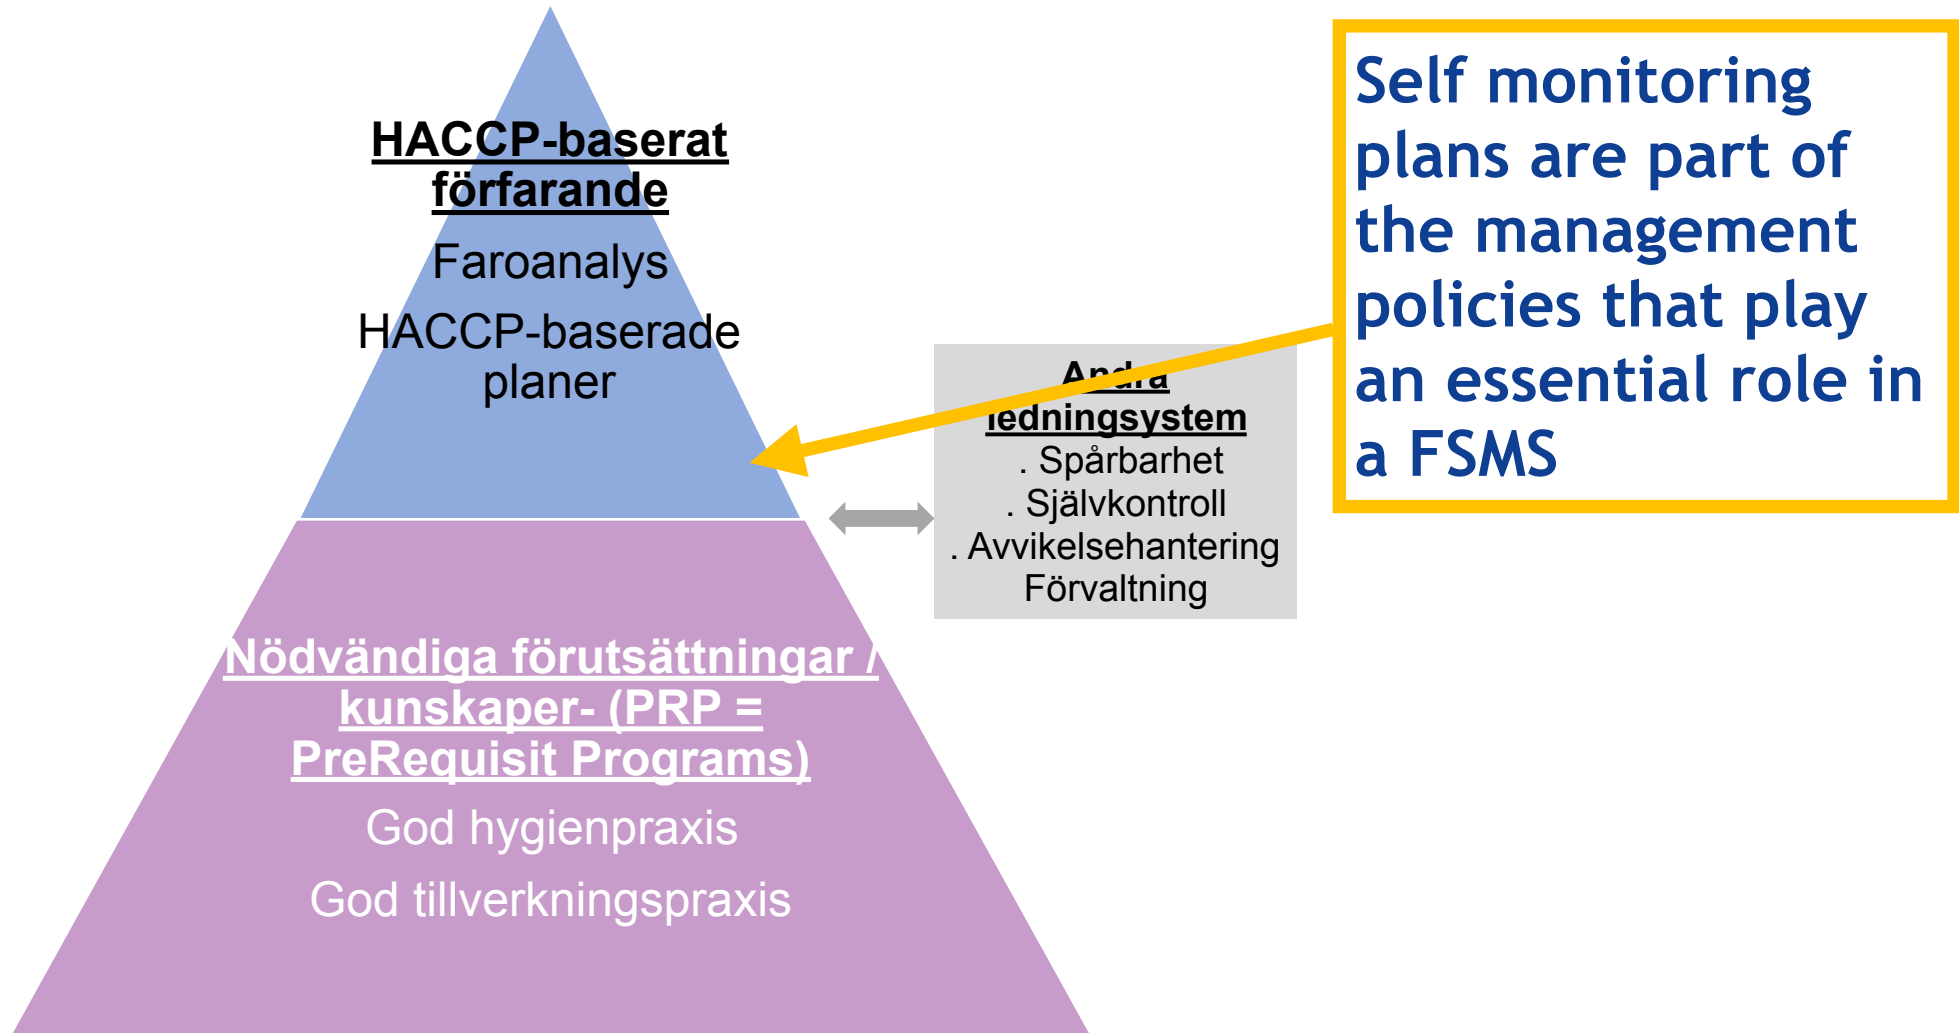 HACCP-baserat
förfarande
Faroanalys
HACCP-baserade
planer
Nödvändiga förutsättningar /
kunskaper- (PRP =
PreRequisit Programs)
God hygienpraxis
God tillverkningspraxis
Andra
ledningsystem
. Spårbarhet
. Självkontroll
. Avvikelsehantering
Förvaltning
Self monitoring
plans are part of
the management
policies that play
an essential role in
a FSMS